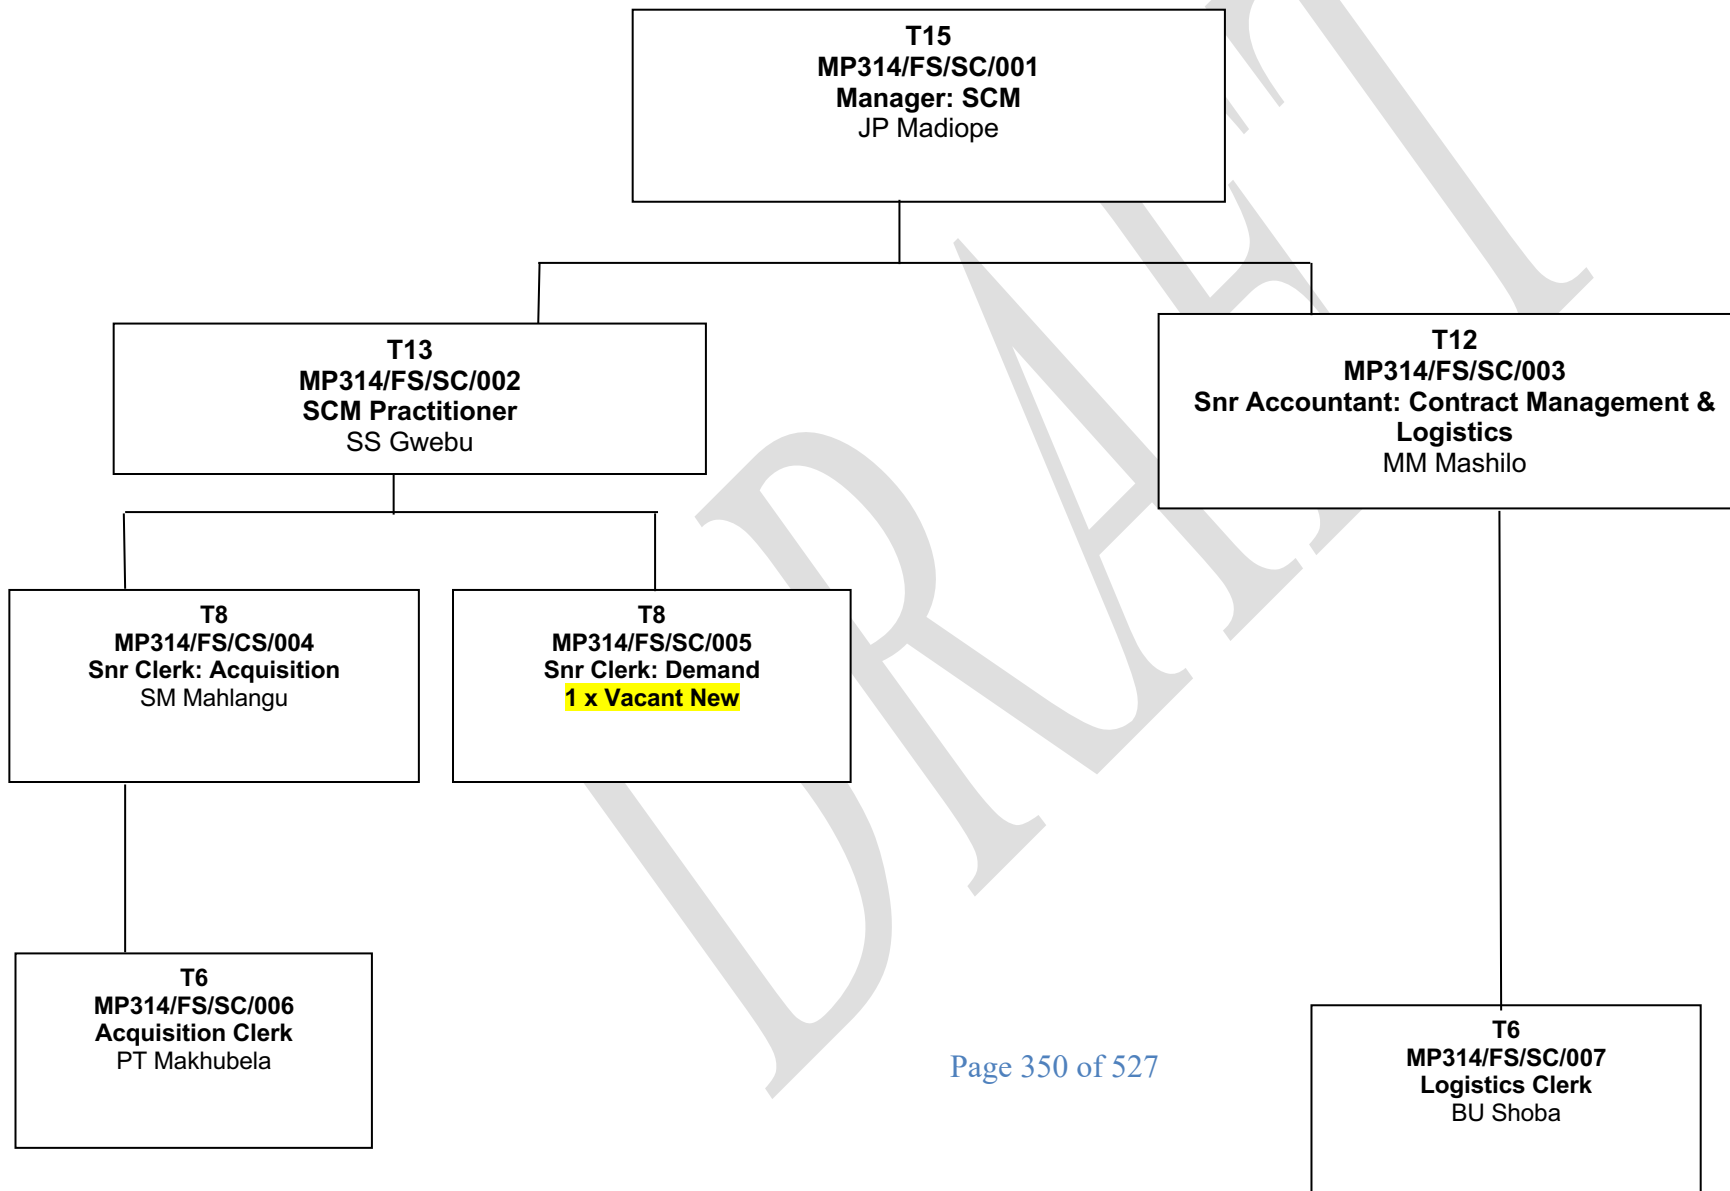 T15
MP314/FS/SC/001
Manager: SCM
JP Madiope
T13
MP314/FS/SC/002
SCM Practitioner
SS Gwebu
T12
MP314/FS/SC/003
Snr Accountant: Contract Management &
Logistics
MM Mashilo
T8
MP314/FS/CS/004
Snr Clerk: Acquisition
SM Mahlangu
T8
MP314/FS/SC/005
Snr Clerk: Demand
1 x Vacant New
T6
MP314/FS/SC/006
Acquisition Clerk
PT Makhubela
T6
MP314/FS/SC/007
Logistics Clerk
BU Shoba
Page 350 of 527
DRAFT